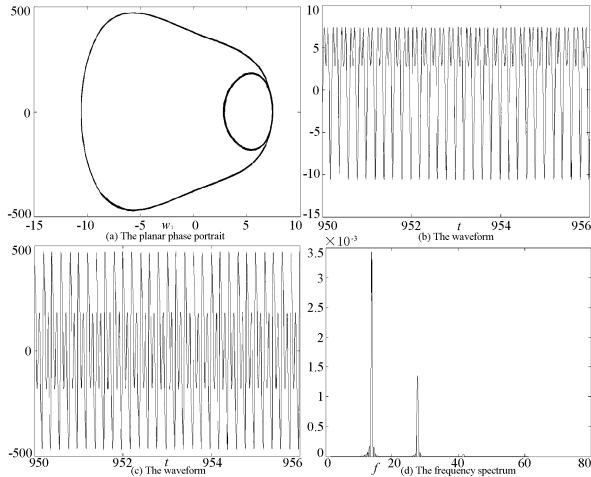 500
0
-500
-15 -10 -5 0 5 10
w₃
(a) The planar phase portrait
10
5
0
-5
-10
-15
950 952 t 954 956
(b) The waveform
500
0
-500
950 952 t 954 956
(c) The waveform
×10⁻³
3.5
3
2.5
2
1.5
1
0.5
0
0 20 40 60 80
f (d) The frequency spectrum